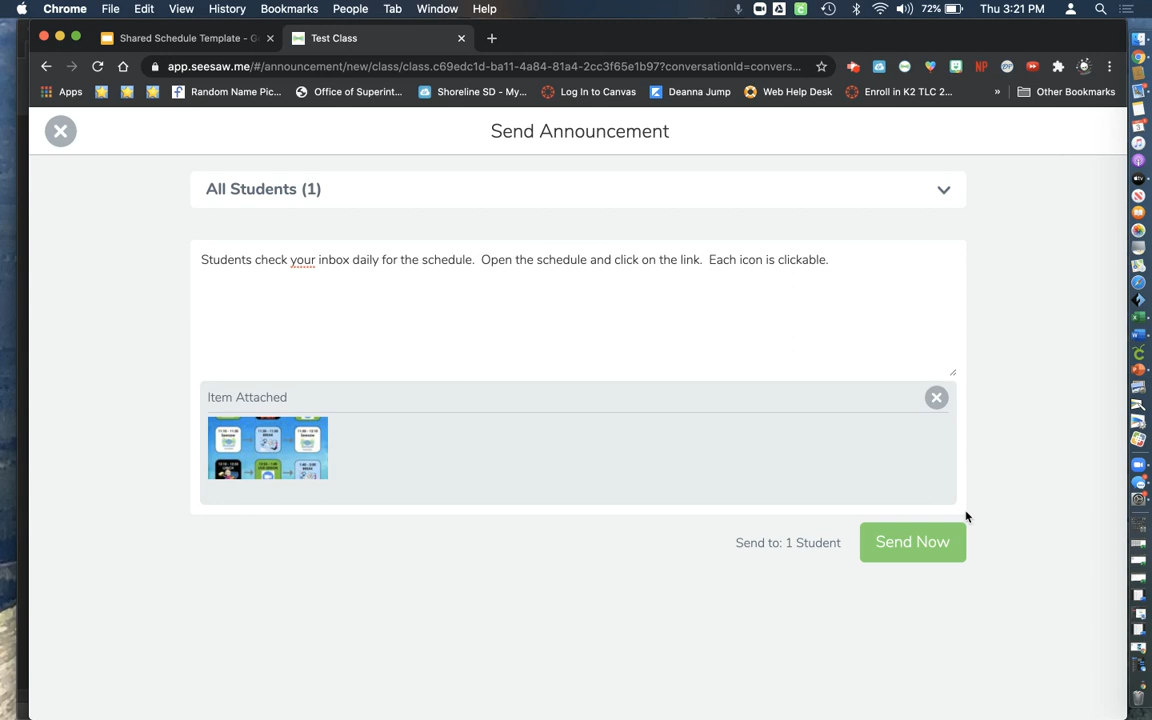 Chrome File Edit View History Bookmarks People Tab Window Help 72% Thu 3:21 PM
Shared Schedule Template - G
Test Class
app.seesaw.me/#/announcement/new/class/class.c69edc1d-ba11-4a84-81a4-2cc3f65e1b97?conversationId=convers...
Apps Random Name Pic... Office of Superint... Shoreline SD - My... Log In to Canvas Deanna Jump Web Help Desk Enroll in K2 TLC 2... » Other Bookmarks
Send Announcement
All Students (1)
Students check your inbox daily for the schedule. Open the schedule and click on the link. Each icon is clickable.
Item Attached
Send to: 1 Student
Send Now